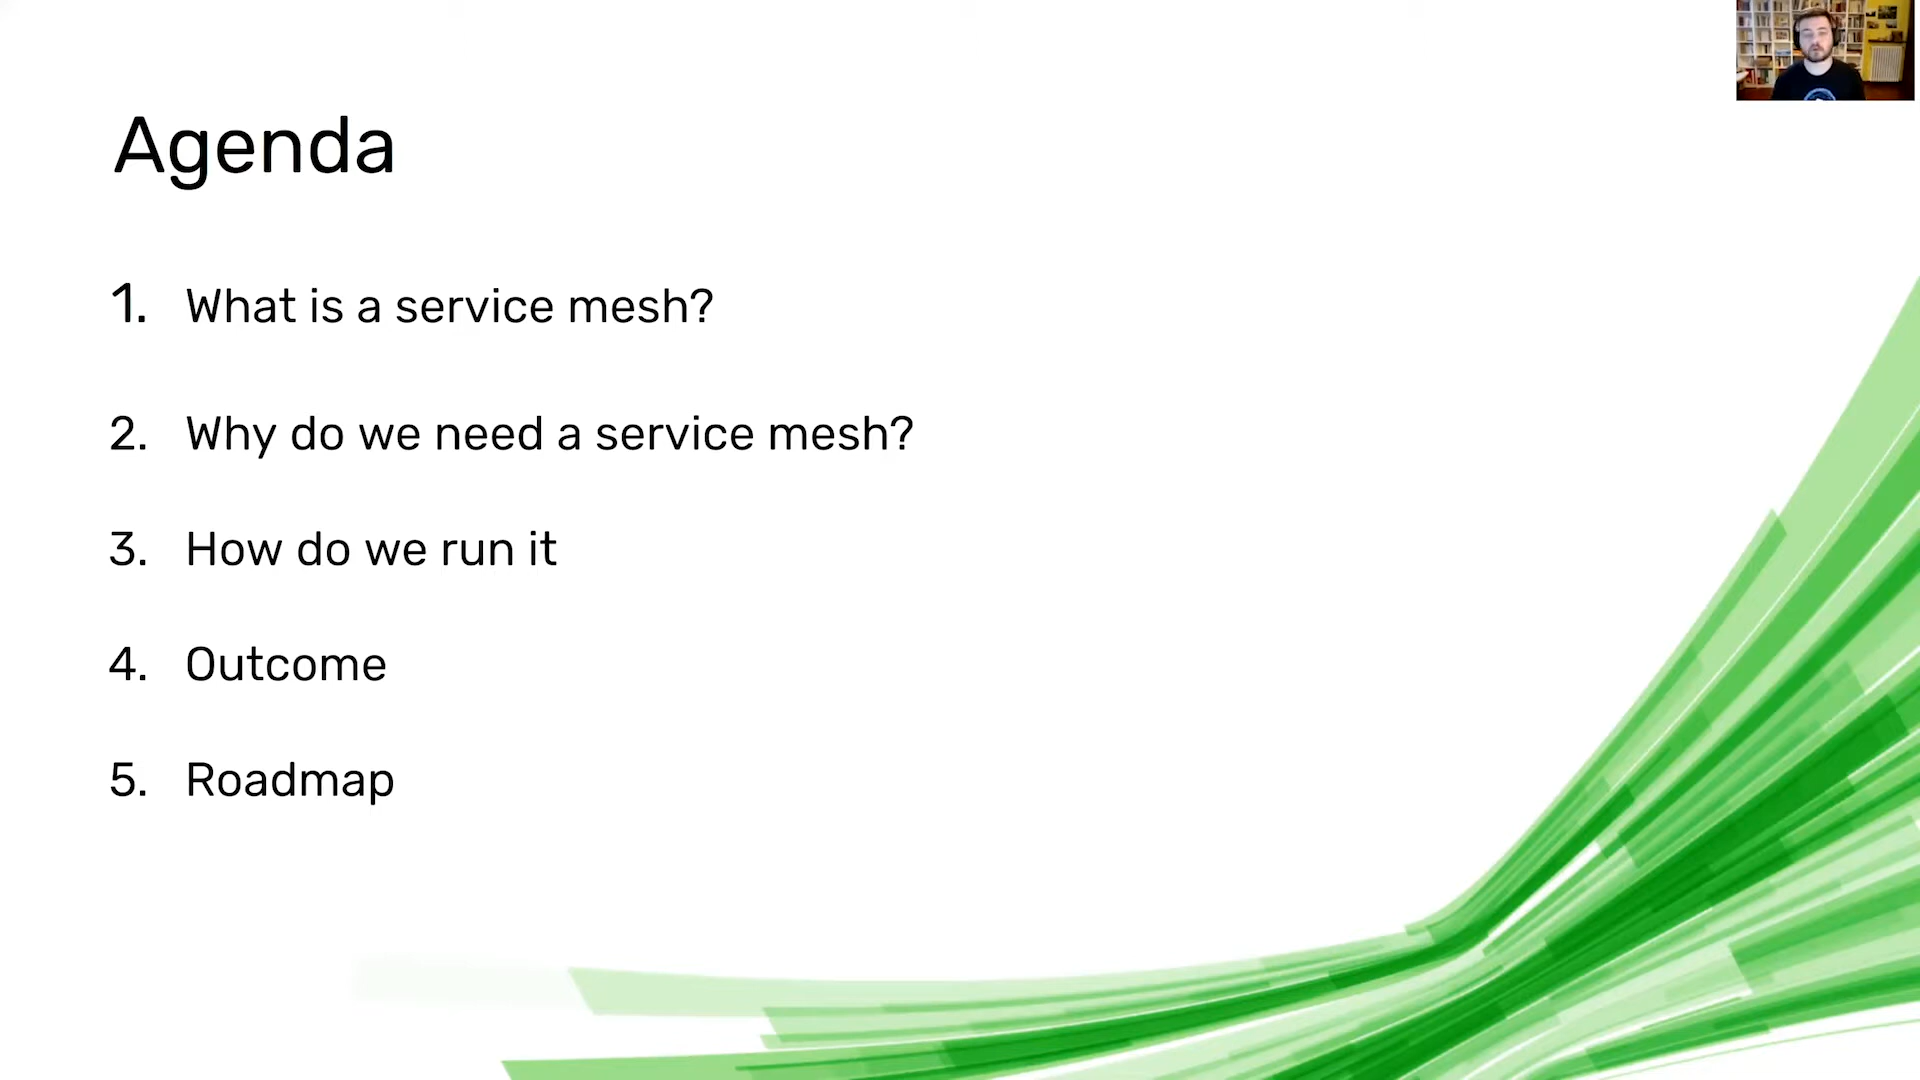 Agenda
1. What is a service mesh?
2. Why do we need a service mesh?
3. How do we run it
4. Outcome
5. Roadmap